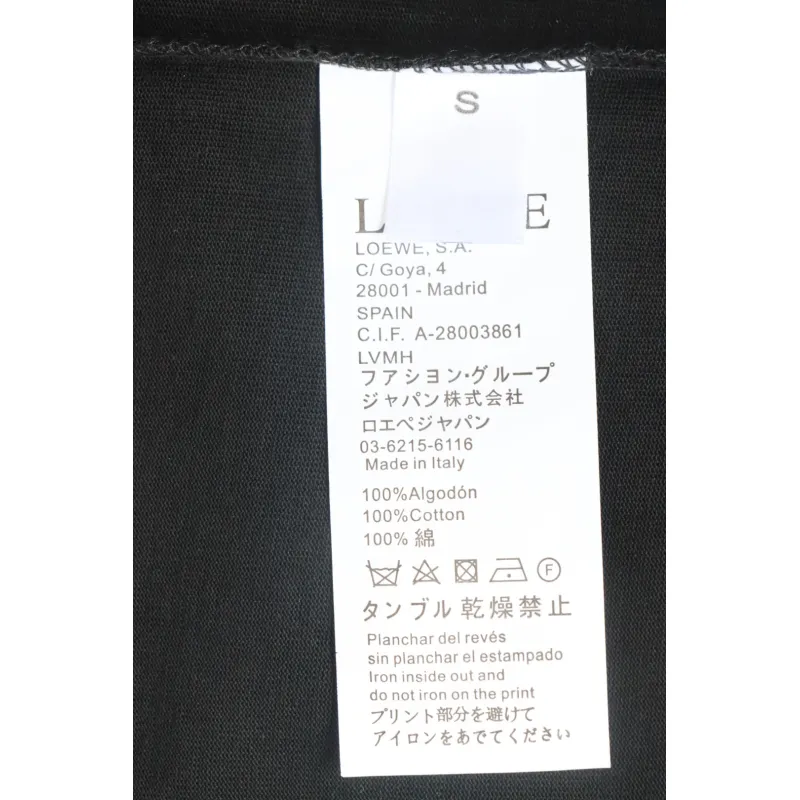 S
L E
LOEWE, S.A.
C/ Goya, 4
28001 - Madrid
SPAIN
C.I.F. A-28003861
LVMH
フアシヨン・グループ
ジャパン株式会社
ロエベジャパン
03-6215-6116
Made in Italy
100%Algodón
100%Cotton
100% 綿
F
タンブル乾燥禁止
Planchar del revés
sin planchar el estampado
Iron inside out and
do not iron on the print
プリント部分を避けて
アイロンをあでてください